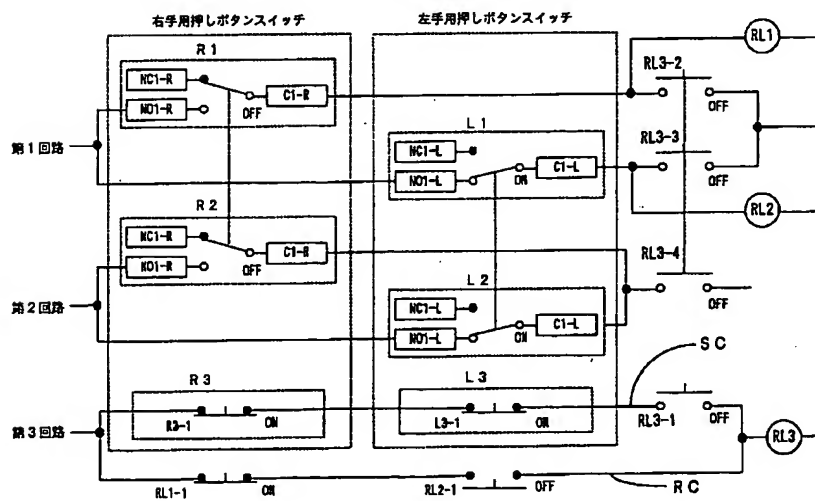 右手用押しボタンスイッチ
左手用押しボタンスイッチ
RL1
R1
RL3-2
NC1-R
C1-R
NO1-R
OFF
OFF
L1
RL3-3
第1回路
NC1-L
NO1-L
ON
C1-L
OFF
RL2
R2
NC1-R
C1-R
NO1-R
OFF
RL3-4
L2
第2回路
NC1-L
OFF
NO1-L
ON
C1-L
SC
R3
L3
第3回路
R3-1
ON
L3-1
ON
RL3-1
OFF
RL3
RL1-1
ON
RL2-1
OFF
RC